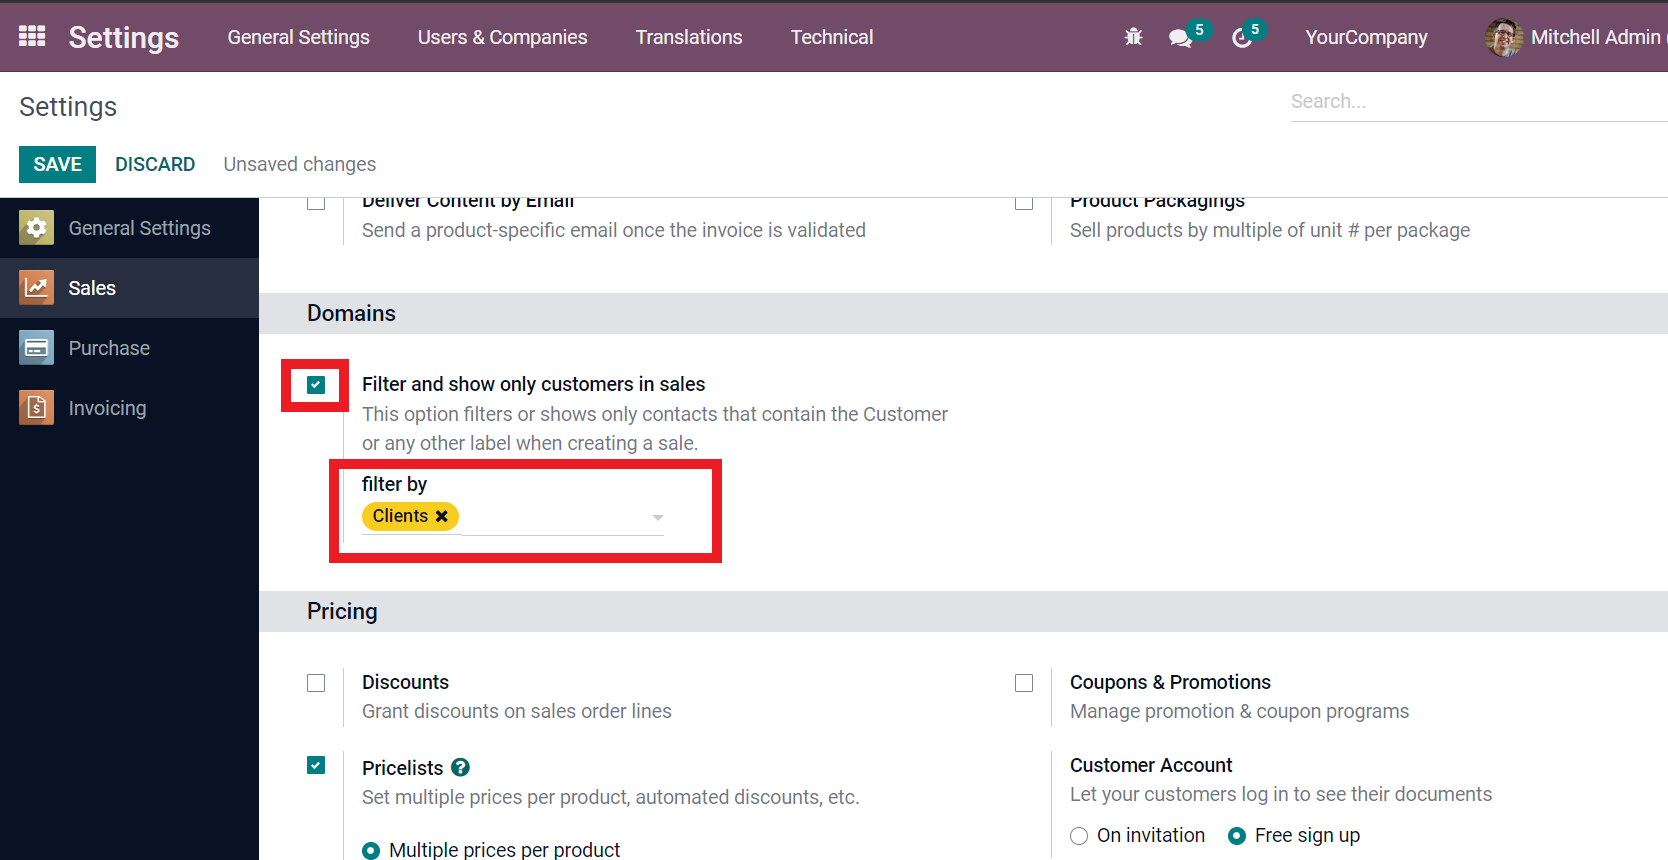 Settings General Settings Users & Companies Translations Technical 5 5 YourCompany Mitchell Admin (
Settings
Search...
SAVE DISCARD Unsaved changes
General Settings
Sales
Purchase
Invoicing
Deliver Content by Email
Send a product-specific email once the invoice is validated
Product Packagings
Sell products by multiple of unit # per package
Domains
Filter and show only customers in sales
This option filters or shows only contacts that contain the Customer
or any other label when creating a sale.
filter by
Clients
Pricing
Discounts
Grant discounts on sales order lines
Coupons & Promotions
Manage promotion & coupon programs
Pricelists ?
Set multiple prices per product, automated discounts, etc.
Multiple prices per product
Customer Account
Let your customers log in to see their documents
On invitation Free sign up